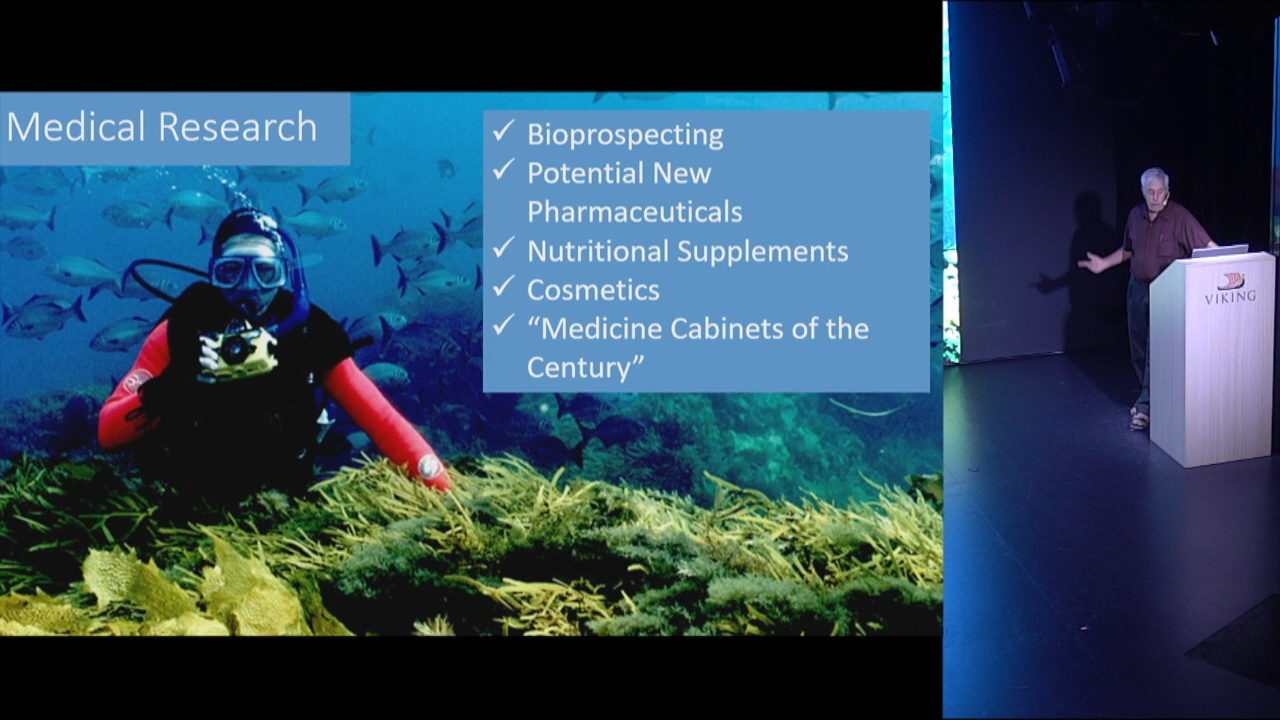 Medical Research
✓ Bioprospecting
✓ Potential New
Pharmaceuticals
✓ Nutritional Supplements
✓ Cosmetics
✓ “Medicine Cabinets of the
Century”
VIKING